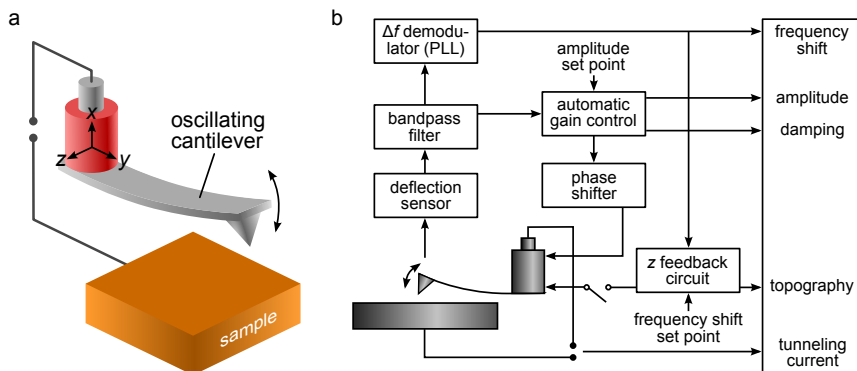 a
x
z
y
oscillating
cantilever
sample
b
Δf demodu-
lator (PLL)
amplitude
set point
bandpass
filter
automatic
gain control
deflection
sensor
phase
shifter
z feedback
circuit
frequency shift
set point
frequency
shift
amplitude
damping
topography
tunneling
current